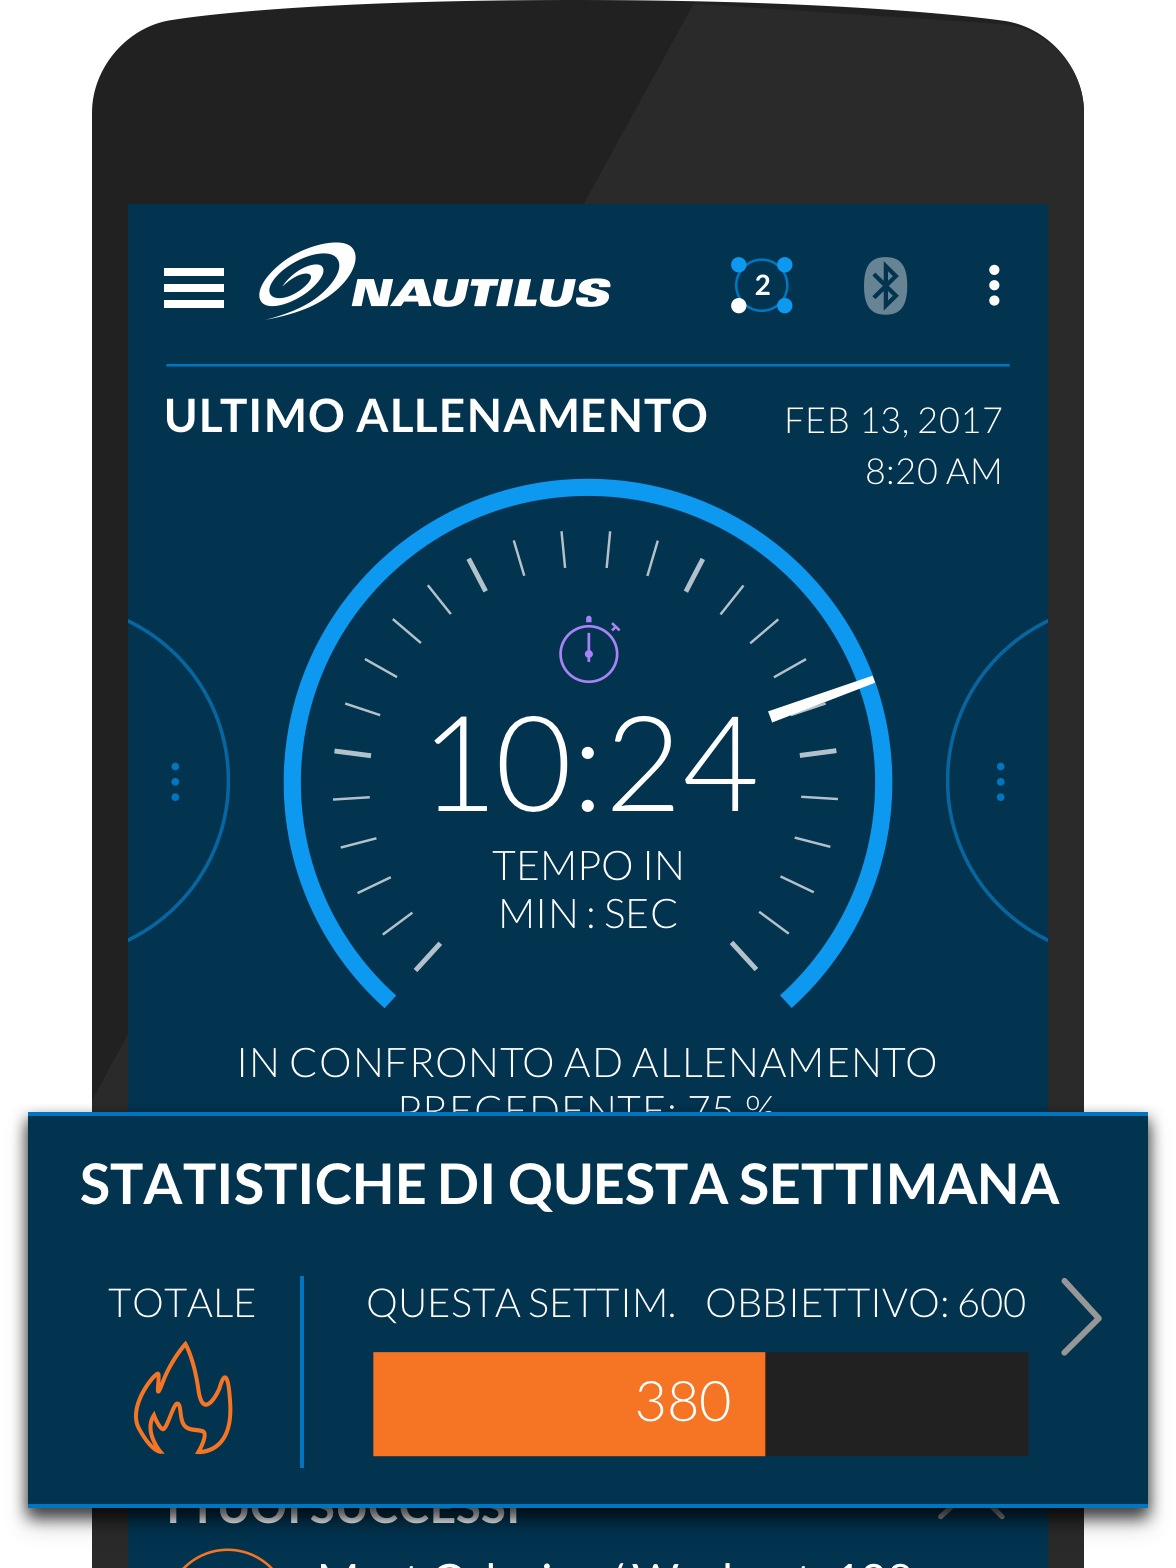 NAUTILUS
2
ULTIMO ALLENAMENTO
FEB 13, 2017
8:20 AM
10:24
TEMPO IN
MIN : SEC
IN CONFRONTO AD ALLENAMENTO
PRECEDENTE: 75 %
STATISTICHE DI QUESTA SETTIMANA
TOTALE
QUESTA SETTIM. OBBIETTIVO: 600
380
I TUOI SUCCESSI